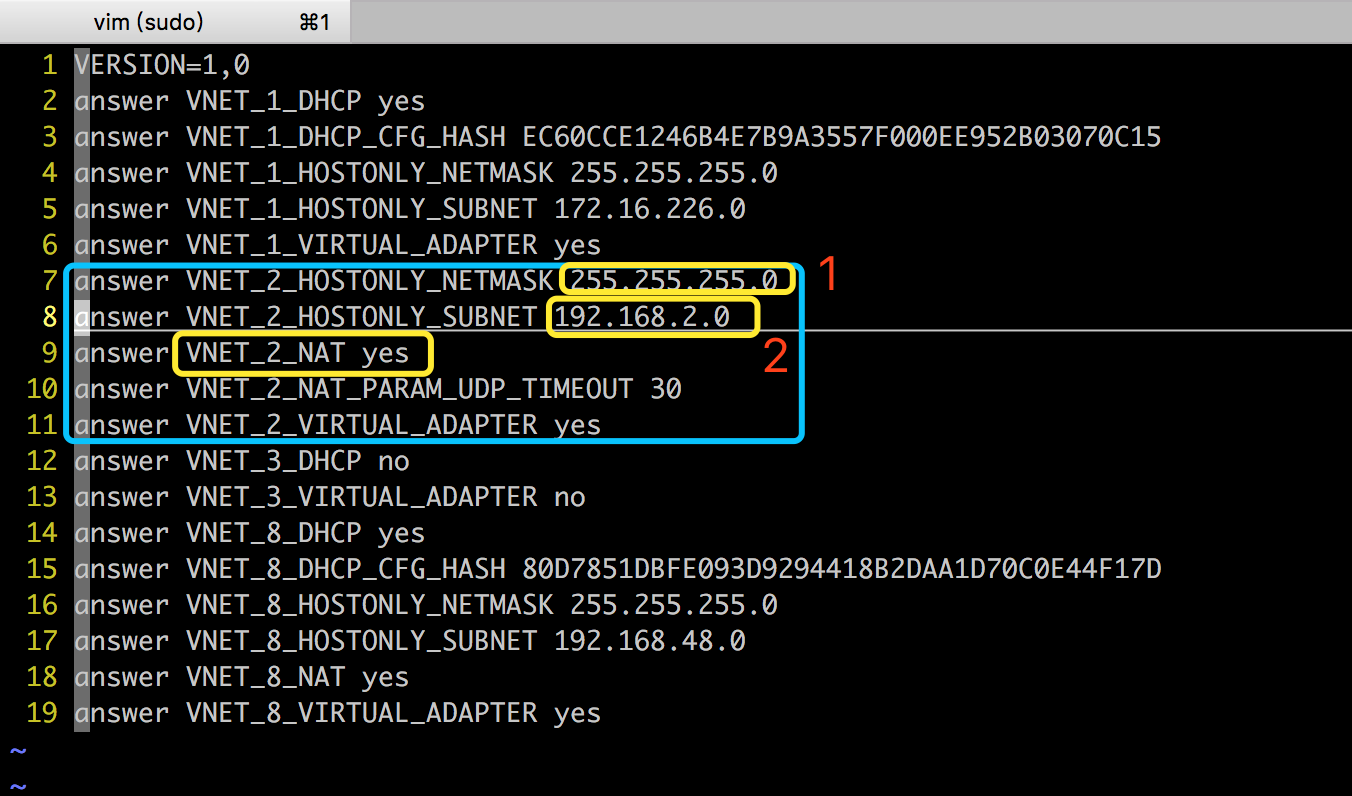 vim (sudo) ⌘1
1 VERSION=1,0
2 answer VNET_1_DHCP yes
3 answer VNET_1_DHCP_CFG_HASH EC60CCE1246B4E7B9A3557F000EE952B03070C15
4 answer VNET_1_HOSTONLY_NETMASK 255.255.255.0
5 answer VNET_1_HOSTONLY_SUBNET 172.16.226.0
6 answer VNET_1_VIRTUAL_ADAPTER yes
7 answer VNET_2_HOSTONLY_NETMASK 255.255.255.0 1
8 answer VNET_2_HOSTONLY_SUBNET 192.168.2.0
9 answer VNET_2_NAT yes 2
10 answer VNET_2_NAT_PARAM_UDP_TIMEOUT 30
11 answer VNET_2_VIRTUAL_ADAPTER yes
12 answer VNET_3_DHCP no
13 answer VNET_3_VIRTUAL_ADAPTER no
14 answer VNET_8_DHCP yes
15 answer VNET_8_DHCP_CFG_HASH 80D7851DBFE093D9294418B2DAA1D70C0E44F17D
16 answer VNET_8_HOSTONLY_NETMASK 255.255.255.0
17 answer VNET_8_HOSTONLY_SUBNET 192.168.48.0
18 answer VNET_8_NAT yes
19 answer VNET_8_VIRTUAL_ADAPTER yes
~
~